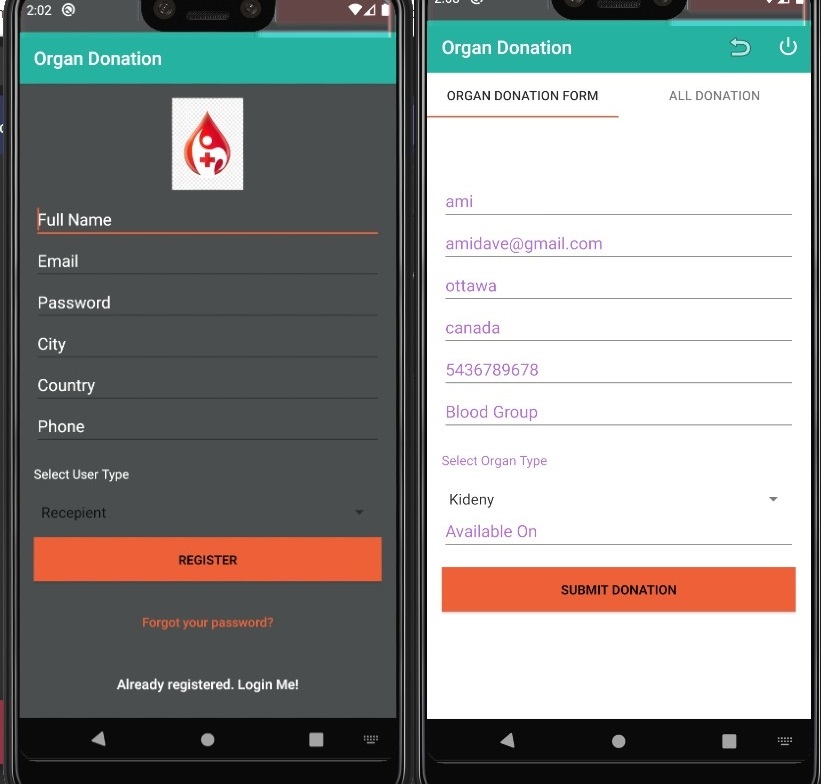 2:02
Organ Donation
Full Name
Email
Password
City
Country
Phone
Select User Type
Recepient
REGISTER
Forgot your password?
Already registered. Login Me!
Organ Donation
ORGAN DONATION FORM
ALL DONATION
ami
amidave@gmail.com
ottawa
canada
5436789678
Blood Group
Select Organ Type
Kideny
Available On
SUBMIT DONATION